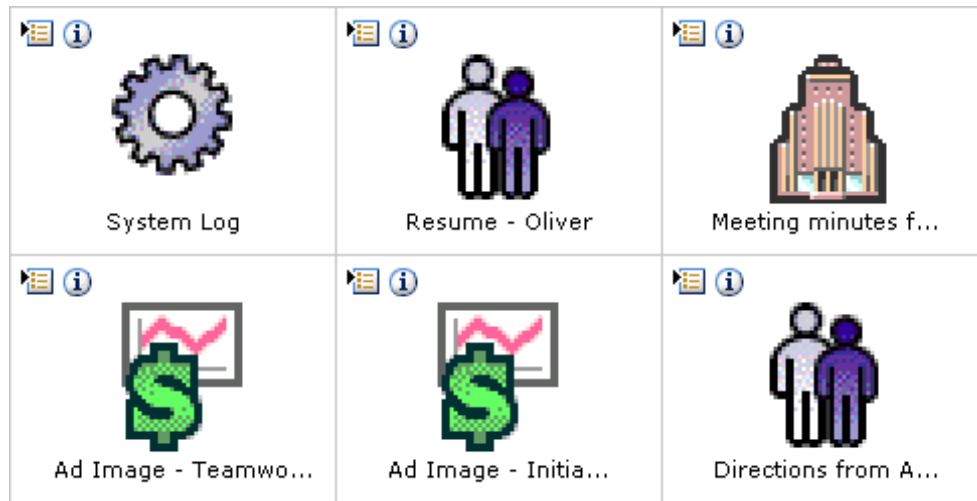 System Log
Resume - Oliver
Meeting minutes f...
Ad Image - Teamwo...
Ad Image - Initia...
Directions from A...